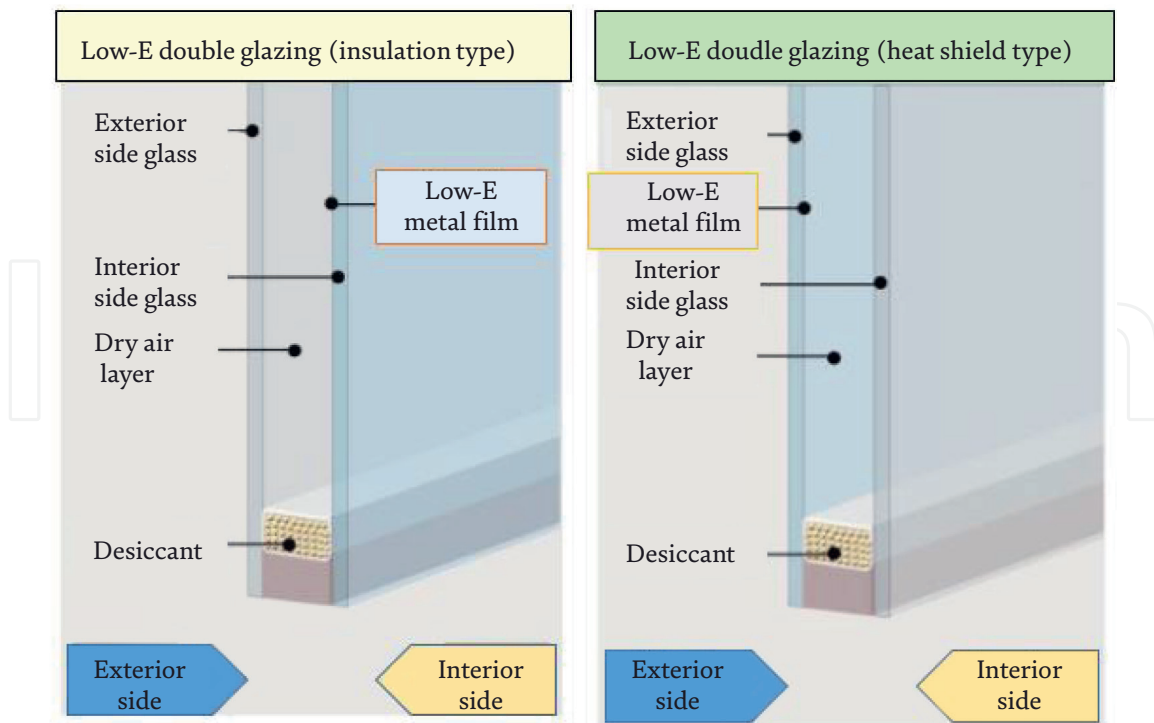 Low-E double glazing (insulation type)
Exterior
side glass
Low-E
metal film
Interior
side glass
Dry air
layer
Desiccant
Exterior
side
Interior
side
Low-E doudle glazing (heat shield type)
Exterior
side glass
Low-E
metal film
Interior
side glass
Dry air
layer
Desiccant
Exterior
side
Interior
side